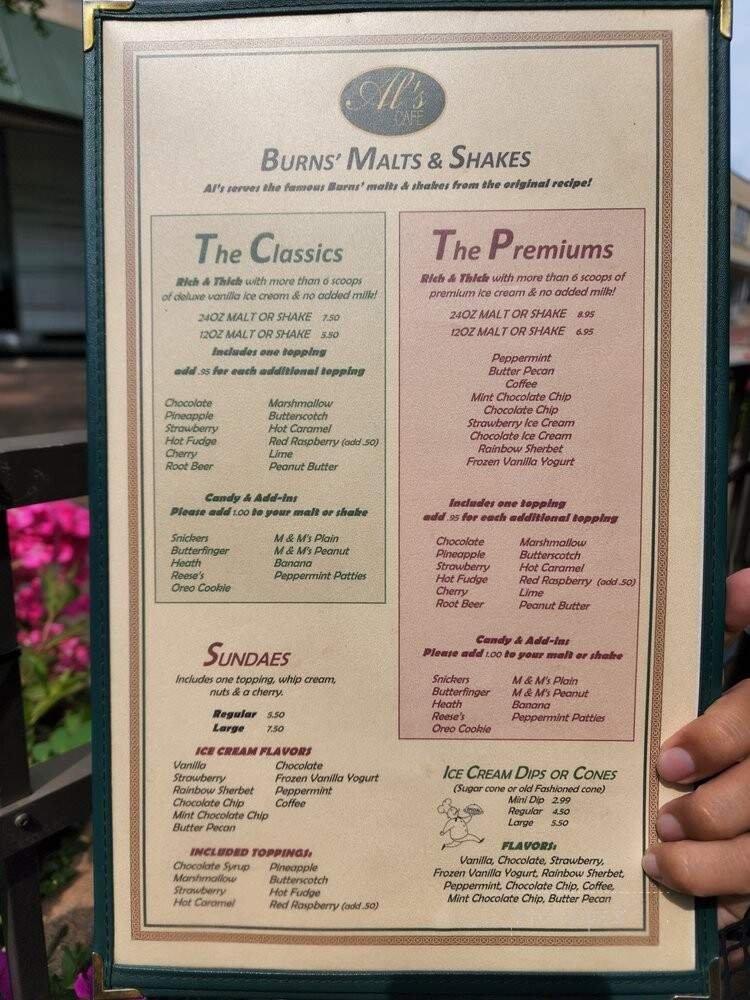 Al's
CAFE
BURNS' MALTS & SHAKES
Al's serves the famous Burns' malts & shakes from the original recipe!
The Classics
Rich & Thick with more than 6 scoops
of deluxe vanilla ice cream & no added milk!
24OZ MALT OR SHAKE 7.50
12OZ MALT OR SHAKE 5.50
Includes one topping
add .95 for each additional topping
Chocolate Marshmallow
Pineapple Butterscotch
Strawberry Hot Caramel
Hot Fudge Red Raspberry (add .50)
Cherry Lime
Root Beer Peanut Butter
Candy & Add-ins
Please add 1.00 to your malt or shake
Snickers M & M's Plain
Butterfinger M & M's Peanut
Heath Banana
Reese's Peppermint Patties
Oreo Cookie
SUNDAES
Includes one topping, whip cream,
nuts & a cherry.
Regular 5.50
Large 7.50
ICE CREAM FLAVORS
Vanilla Chocolate
Strawberry Frozen Vanilla Yogurt
Rainbow Sherbet Peppermint
Chocolate Chip Coffee
Mint Chocolate Chip
Butter Pecan
INCLUDED TOPPINGS:
Chocolate Syrup Pineapple
Marshmallow Butterscotch
Strawberry Hot Fudge
Hot Caramel Red Raspberry (add .50)
The Premiums
Rich & Thick with more than 6 scoops of
premium ice cream & no added milk!
24OZ MALT OR SHAKE 8.95
12OZ MALT OR SHAKE 6.95
Peppermint
Butter Pecan
Coffee
Mint Chocolate Chip
Chocolate Chip
Strawberry Ice Cream
Chocolate Ice Cream
Rainbow Sherbet
Frozen Vanilla Yogurt
Includes one topping
add .95 for each additional topping
Chocolate Marshmallow
Pineapple Butterscotch
Strawberry Hot Caramel
Hot Fudge Red Raspberry (add .50)
Cherry Lime
Root Beer Peanut Butter
Candy & Add-ins
Please add 1.00 to your malt or shake
Snickers M & M's Plain
Butterfinger M & M's Peanut
Heath Banana
Reese's Peppermint Patties
Oreo Cookie
ICE CREAM DIPS OR CONES
(Sugar cone or old Fashioned cone)
Mini Dip 2.99
Regular 4.50
Large 5.50
FLAVORS:
Vanilla, Chocolate, Strawberry,
Frozen Vanilla Yogurt, Rainbow Sherbet,
Peppermint, Chocolate Chip, Coffee,
Mint Chocolate Chip, Butter Pecan